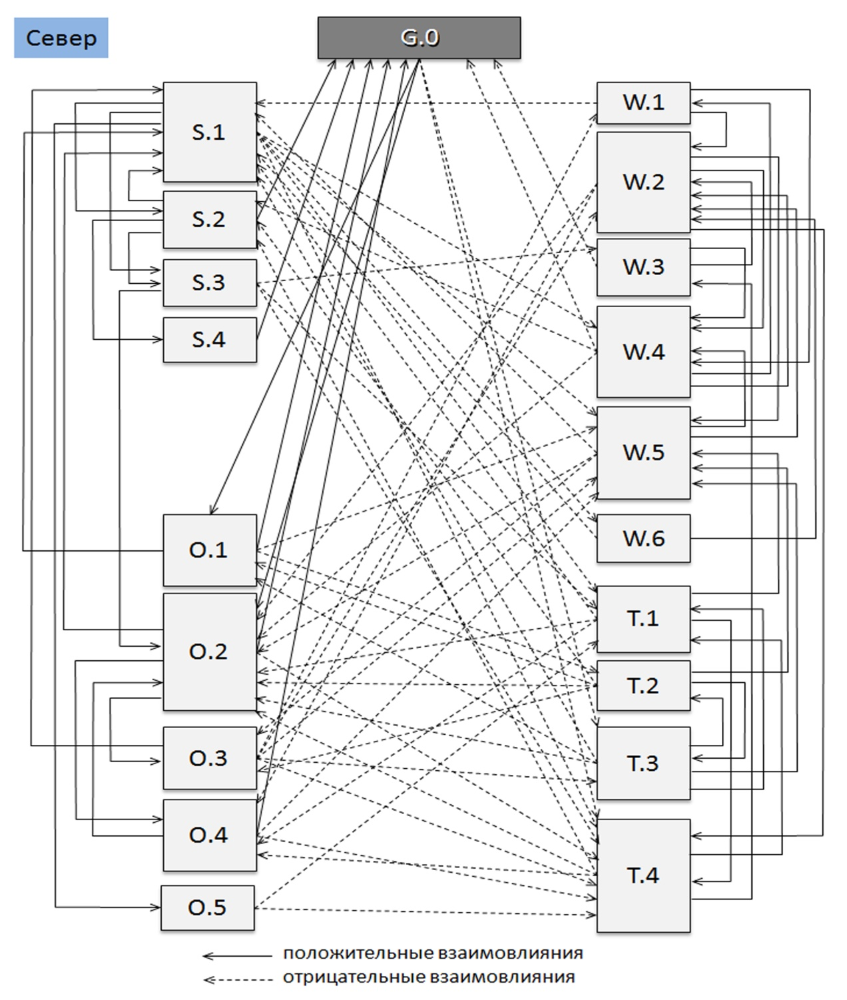 Север
G.0
S.1
S.2
S.3
S.4
O.1
O.2
O.3
O.4
O.5
W.1
W.2
W.3
W.4
W.5
W.6
T.1
T.2
T.3
T.4
положительные взаимовлияния
отрицательные взаимовлияния